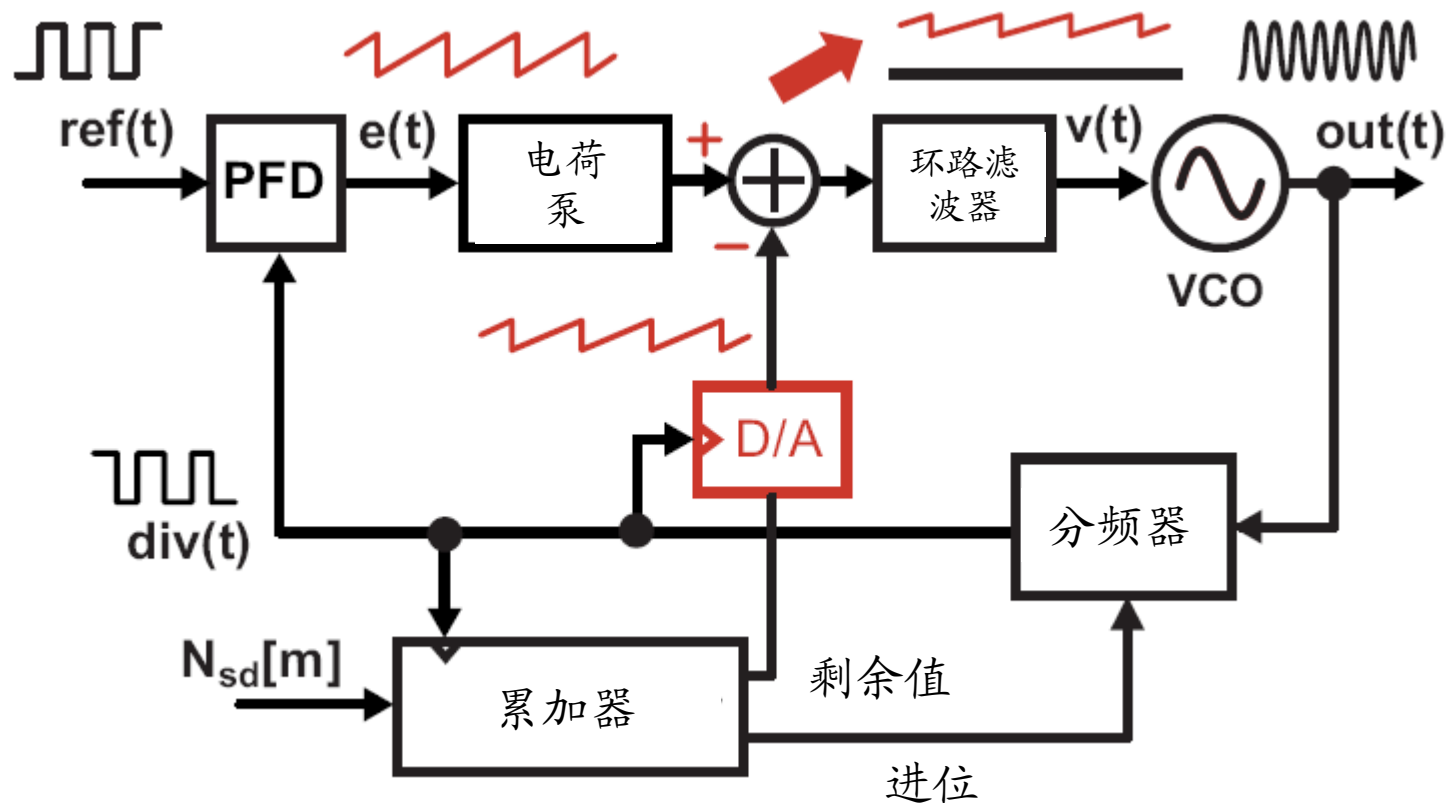 ref(t)
PFD
e(t)
电荷
泵
+
−
环路滤
波器
v(t)
VCO
out(t)
D/A
div(t)
分频器
Nsd[m]
累加器
剩余值
进位